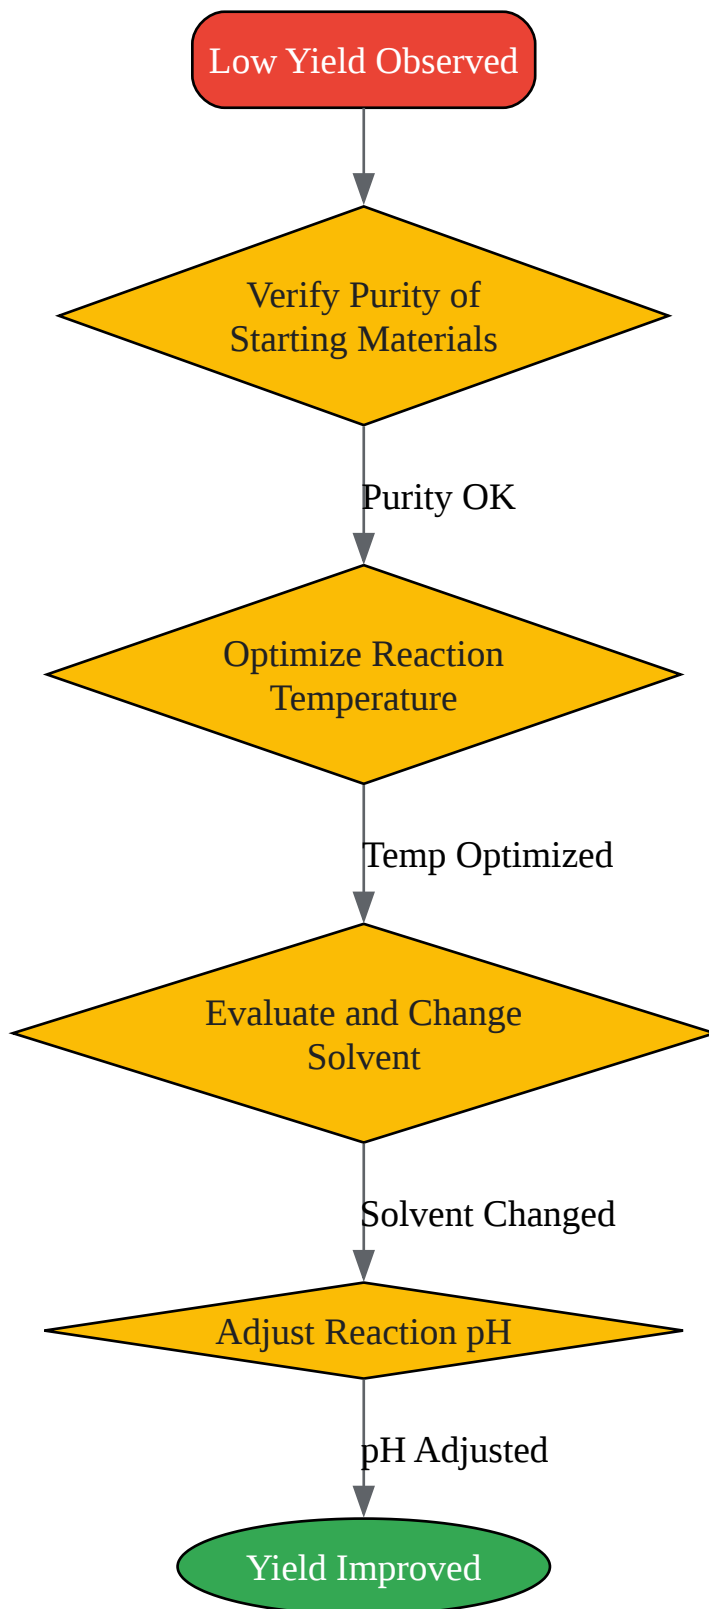 Low Yield Observed
Verify Purity of
Starting Materials
Purity OK
Optimize Reaction
Temperature
Temp Optimized
Evaluate and Change
Solvent
Solvent Changed
Adjust Reaction pH
pH Adjusted
Yield Improved